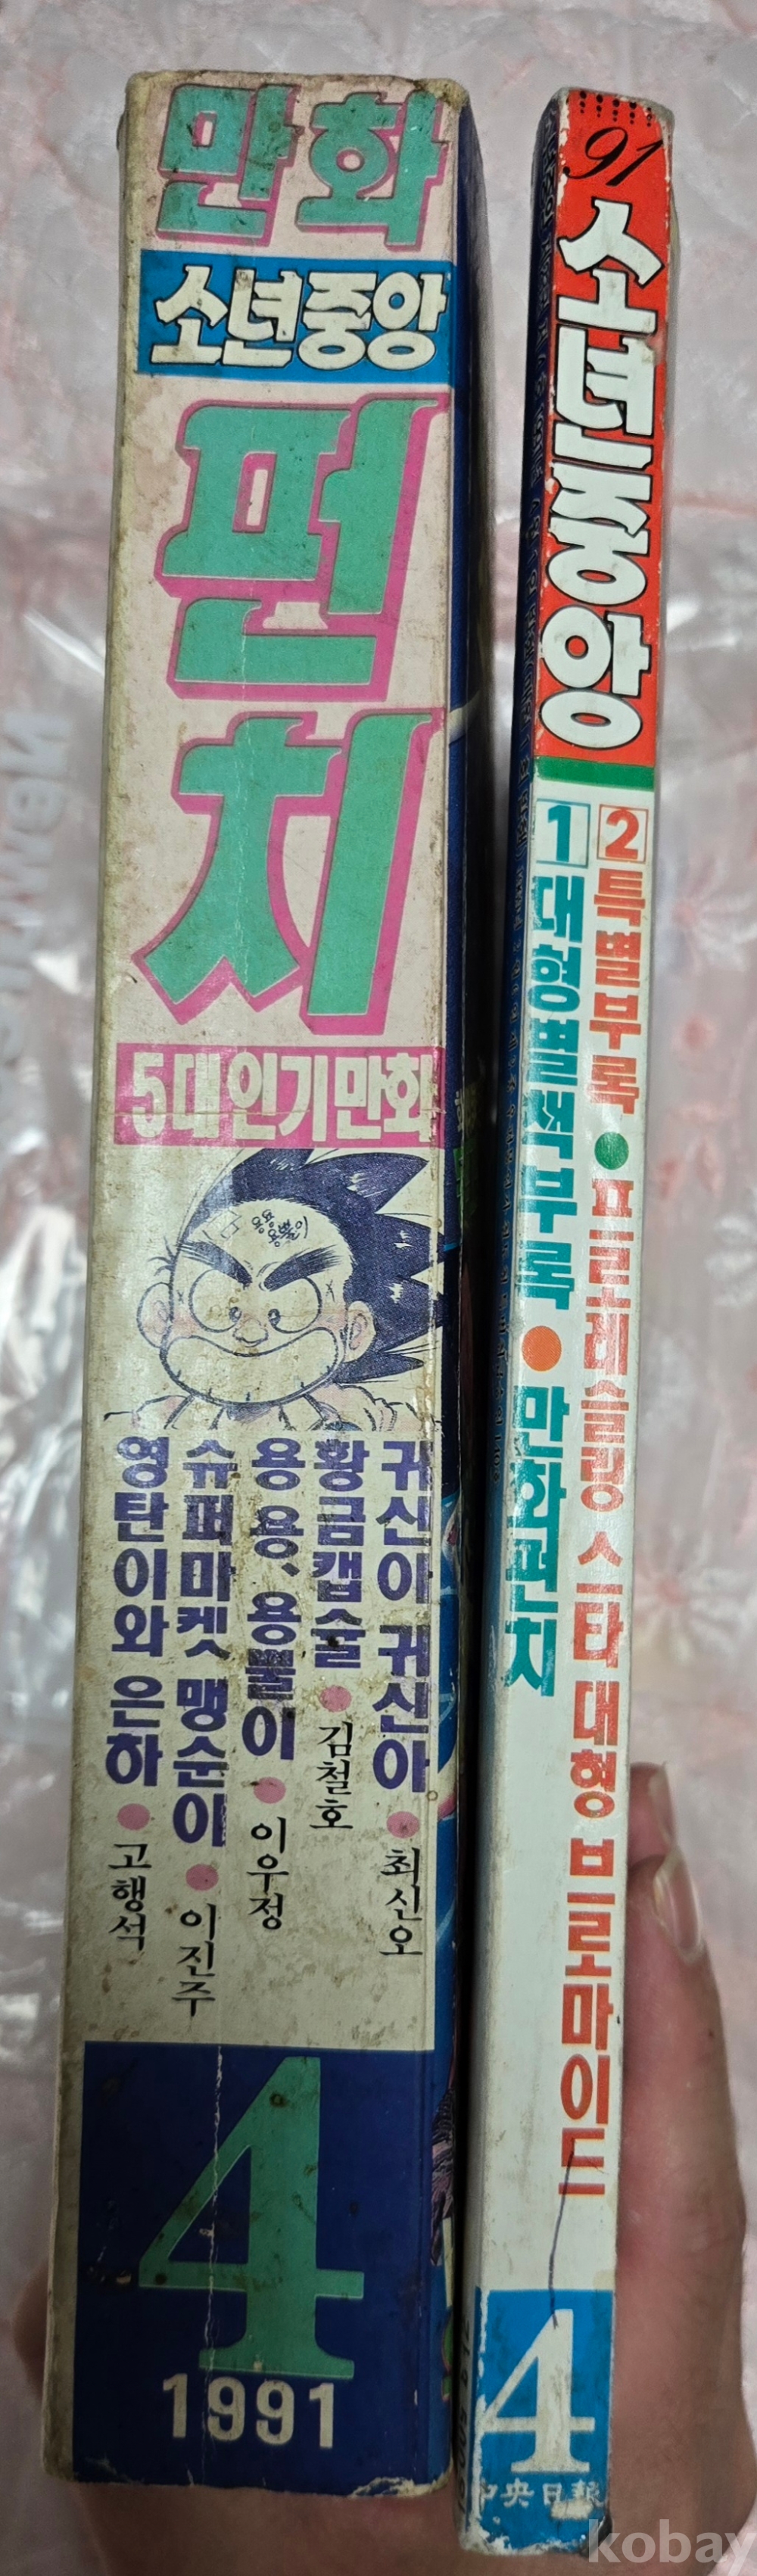 만화
소년중앙
펀치
5대 인기만화
용용용뿔이
귀신아 귀신아 ● 최신오
황금캡슐 ● 김철호
용 용, 용뿔이 ● 이우정
슈퍼마켓 맹순이 ● 이진주
영탄이와 은하 ● 고행석
4
1991
91
소년중앙
2 특별부록 ● 프로레슬링 스타 대형 브로마이드
1 대형별책부록 ● 만화펀치
4
中央日報
kobay